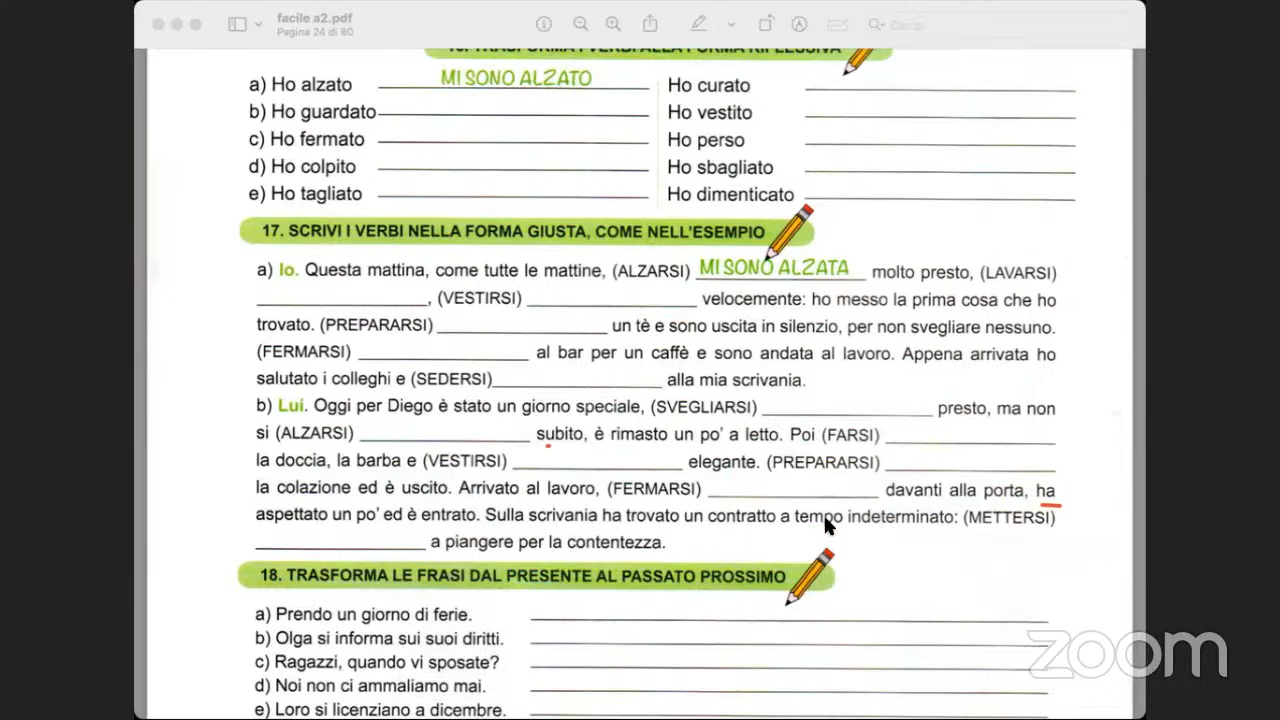 facile a2.pdf
Pagina 24 di 80
Cerca
16. TRASFORMA I VERBI ALLA FORMA RIFLESSIVA
a) Ho alzato MI SONO ALZATO Ho curato
b) Ho guardato Ho vestito
c) Ho fermato Ho perso
d) Ho colpito Ho sbagliato
e) Ho tagliato Ho dimenticato
17. SCRIVI I VERBI NELLA FORMA GIUSTA, COME NELL'ESEMPIO
a) Io. Questa mattina, come tutte le mattine, (ALZARSI) MI SONO ALZATA molto presto, (LAVARSI)
, (VESTIRSI) velocemente: ho messo la prima cosa che ho
trovato. (PREPARARSI) un tè e sono uscita in silenzio, per non svegliare nessuno.
(FERMARSI) al bar per un caffè e sono andata al lavoro. Appena arrivata ho
salutato i colleghi e (SEDERSI) alla mia scrivania.
b) Lui. Oggi per Diego è stato un giorno speciale, (SVEGLIARSI) presto, ma non
si (ALZARSI) subito, è rimasto un po' a letto. Poi (FARSI)
la doccia, la barba e (VESTIRSI) elegante. (PREPARARSI)
la colazione ed è uscito. Arrivato al lavoro, (FERMARSI) davanti alla porta, ha
aspettato un po' ed è entrato. Sulla scrivania ha trovato un contratto a tempo indeterminato: (METTERSI)
a piangere per la contentezza.
18. TRASFORMA LE FRASI DAL PRESENTE AL PASSATO PROSSIMO
a) Prendo un giorno di ferie.
b) Olga si informa sui suoi diritti.
c) Ragazzi, quando vi sposate?
d) Noi non ci ammaliamo mai.
e) Loro si licenziano a dicembre.
zoom